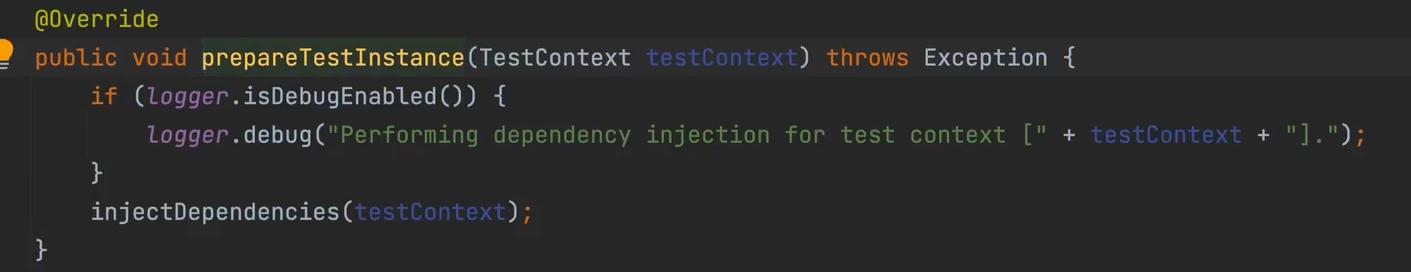 @Override
public void prepareTestInstance(TestContext testContext) throws Exception {
    if (logger.isDebugEnabled()) {
        logger.debug("Performing dependency injection for test context [" + testContext + "].");
    }
    injectDependencies(testContext);
}